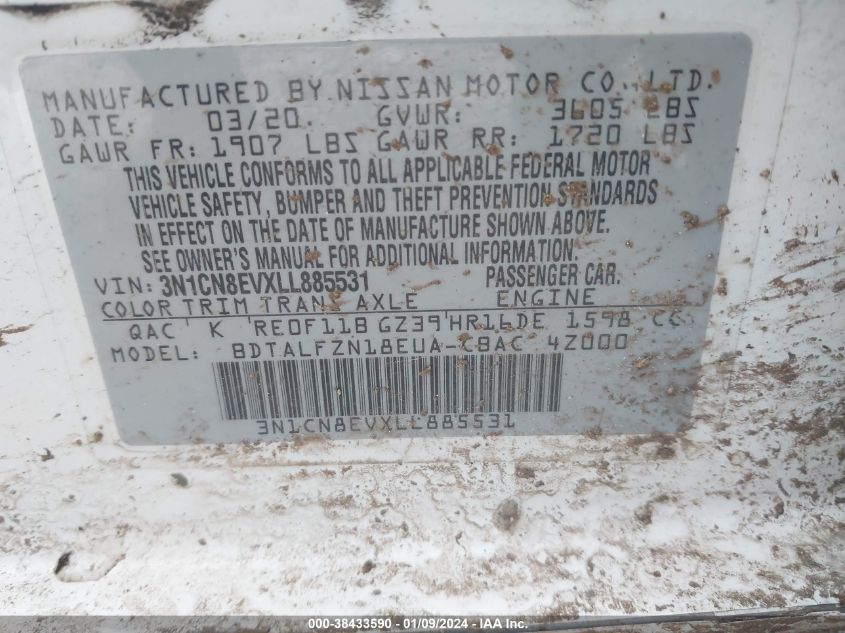 MANUFACTURED BY NISSAN MOTOR CO., LTD.
DATE: 03/20. GVWR: 3605 LBS
GAWR FR: 1907 LBS GAWR RR: 1720 LBS
THIS VEHICLE CONFORMS TO ALL APPLICABLE FEDERAL MOTOR
VEHICLE SAFETY, BUMPER AND THEFT PREVENTION STANDARDS
IN EFFECT ON THE DATE OF MANUFACTURE SHOWN ABOVE.
SEE OWNER'S MANUAL FOR ADDITIONAL INFORMATION.
VIN: 3N1CN8EVXLL885531 PASSENGER CAR.
COLOR TRIM TRANS AXLE ENGINE
QAC K RE0F11B GZ39 HR16DE 1598 CC
MODEL: BDTALFZN18EUA-CBAC 4Z000
3N1CN8EVXLL885531
000-38433590 - 01/09/2024 - IAA Inc.